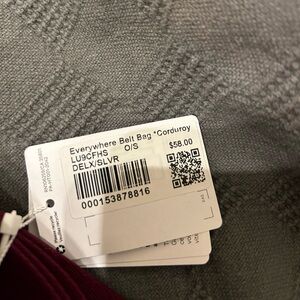 Everywhere Belt Bag *Corduroy
LU9CFHS O/S $58.00
DELX/SLVR
000153878816